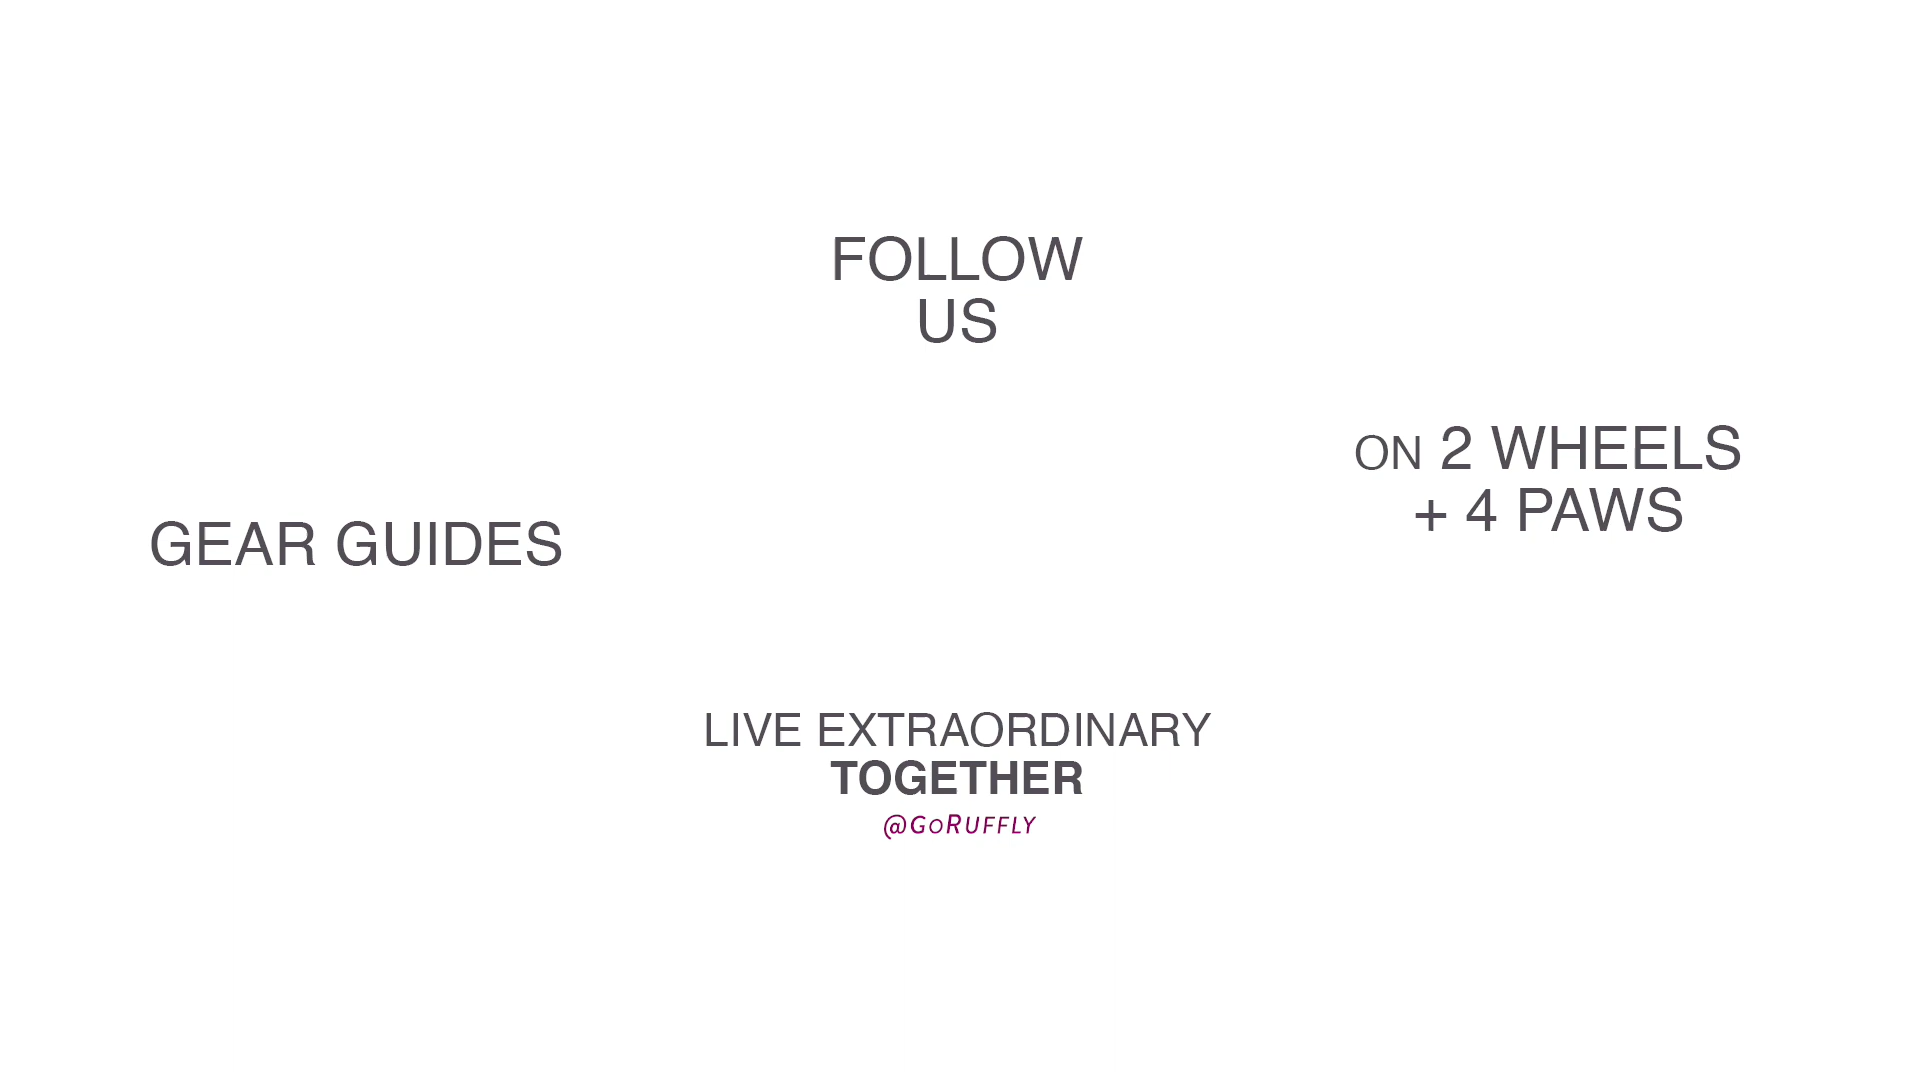 FOLLOW
US
ON 2 WHEELS
+ 4 PAWS
GEAR GUIDES
LIVE EXTRAORDINARY
TOGETHER
@GoRuffly